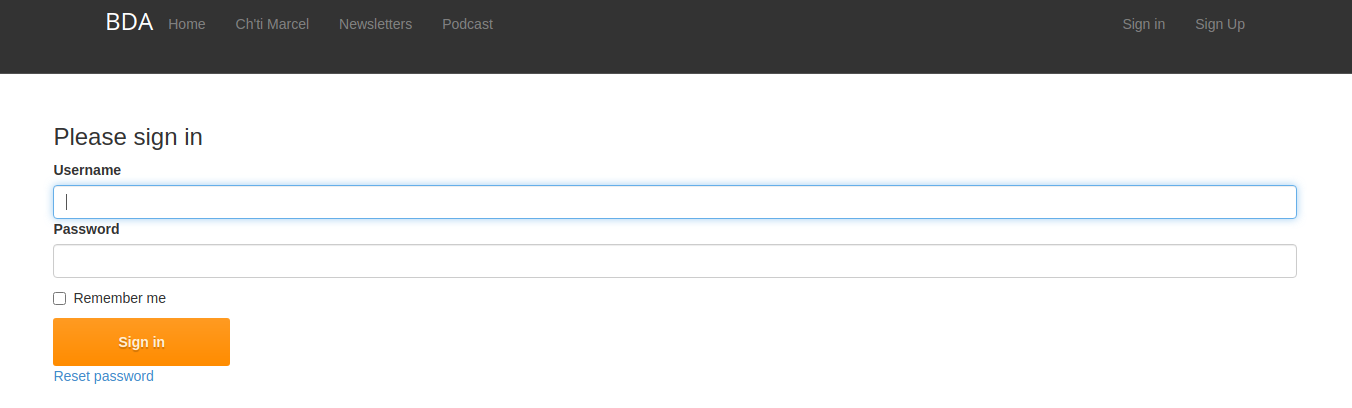 BDA Home Ch'ti Marcel Newsletters Podcast Sign in Sign Up
Please sign in
Username
Password
Remember me
Sign in
Reset password